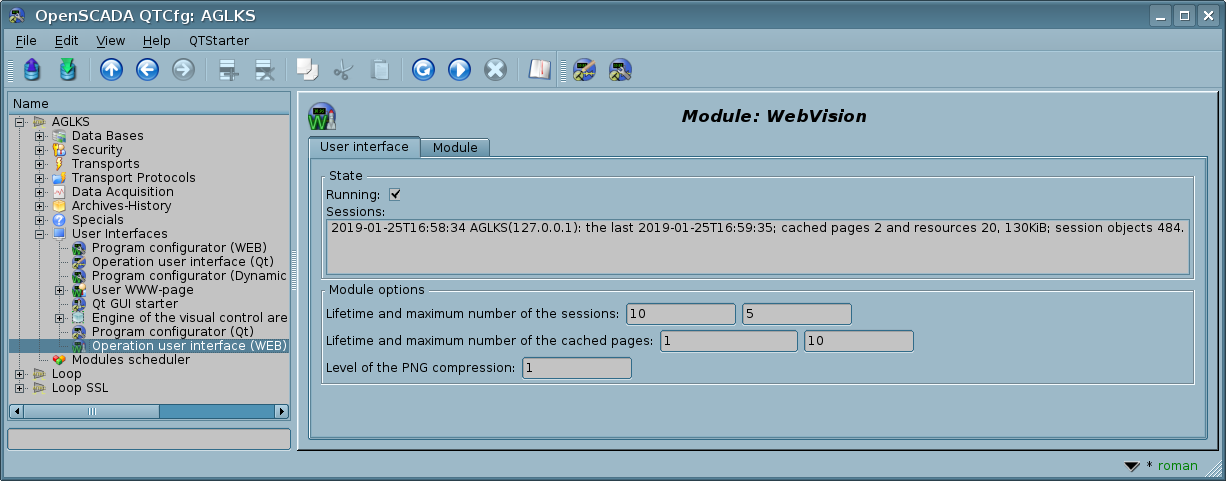 OpenSCADA QTCfg: AGLKS
File Edit View Help QTStarter
Name
AGLKS
Data Bases
Security
Transports
Transport Protocols
Data Acquisition
Archives-History
Specials
User Interfaces
Program configurator (WEB)
Operation user interface (Qt)
Program configurator (Dynamic
User WWW-page
Qt GUI starter
Engine of the visual control are
Program configurator (Qt)
Operation user interface (WEB)
Modules scheduler
Loop
Loop SSL
Module: WebVision
User interface Module
State
Running:
Sessions:
2019-01-25T16:58:34 AGLKS(127.0.0.1): the last 2019-01-25T16:59:35; cached pages 2 and resources 20, 130KiB; session objects 484.
Module options
Lifetime and maximum number of the sessions: 10 5
Lifetime and maximum number of the cached pages: 1 10
Level of the PNG compression: 1
* roman